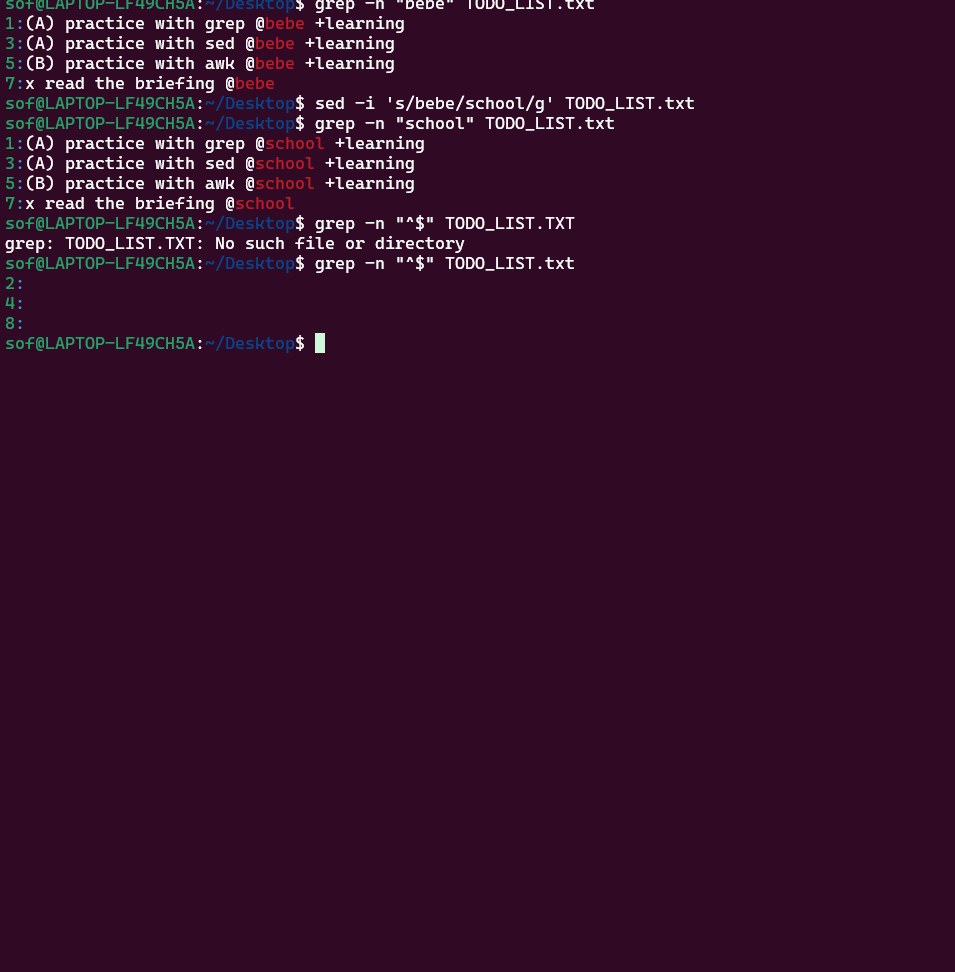 sof@LAPTOP-LF49CH5A:~/Desktop$ grep -n "bebe" TODO_LIST.txt
1:(A) practice with grep @bebe +learning
3:(A) practice with sed @bebe +learning
5:(B) practice with awk @bebe +learning
7:x read the briefing @bebe
sof@LAPTOP-LF49CH5A:~/Desktop$ sed -i 's/bebe/school/g' TODO_LIST.txt
sof@LAPTOP-LF49CH5A:~/Desktop$ grep -n "school" TODO_LIST.txt
1:(A) practice with grep @school +learning
3:(A) practice with sed @school +learning
5:(B) practice with awk @school +learning
7:x read the briefing @school
sof@LAPTOP-LF49CH5A:~/Desktop$ grep -n "^$" TODO_LIST.TXT
grep: TODO_LIST.TXT: No such file or directory
sof@LAPTOP-LF49CH5A:~/Desktop$ grep -n "^$" TODO_LIST.txt
2:
4:
8:
sof@LAPTOP-LF49CH5A:~/Desktop$